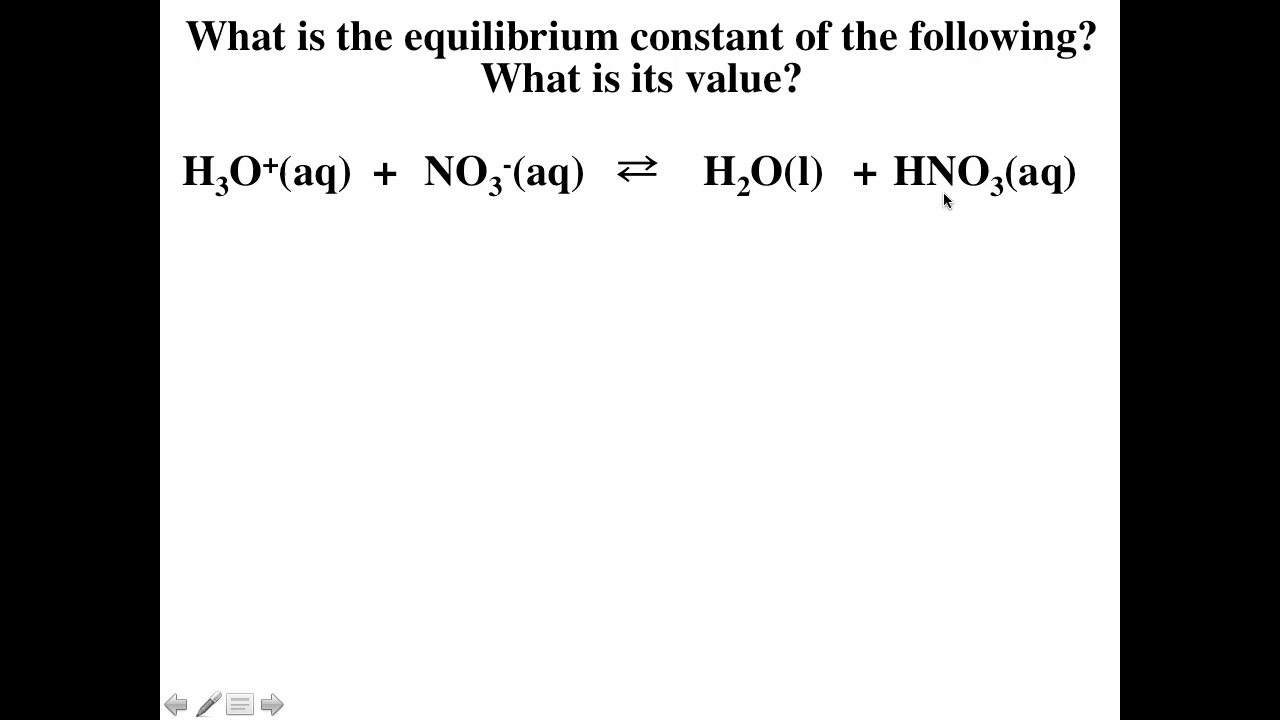 What is the equilibrium constant of the following?
What is its value?
H₃O⁺(aq) + NO₃⁻(aq) ⇄ H₂O(l) + HNO₃(aq)